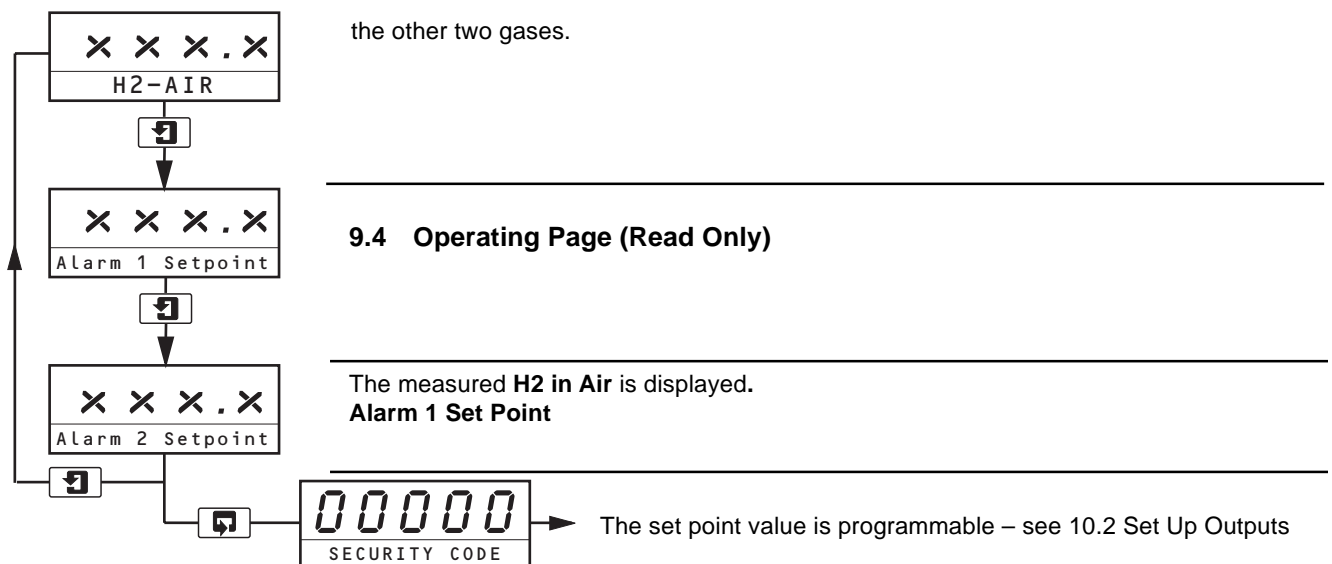 the other two gases.
× × ×.×
H2-AIR
× × ×.×
Alarm 1 Setpoint
9.4 Operating Page (Read Only)
× × ×.×
Alarm 2 Setpoint
The measured H2 in Air is displayed.
Alarm 1 Set Point
00000
SECURITY CODE
The set point value is programmable – see 10.2 Set Up Outputs